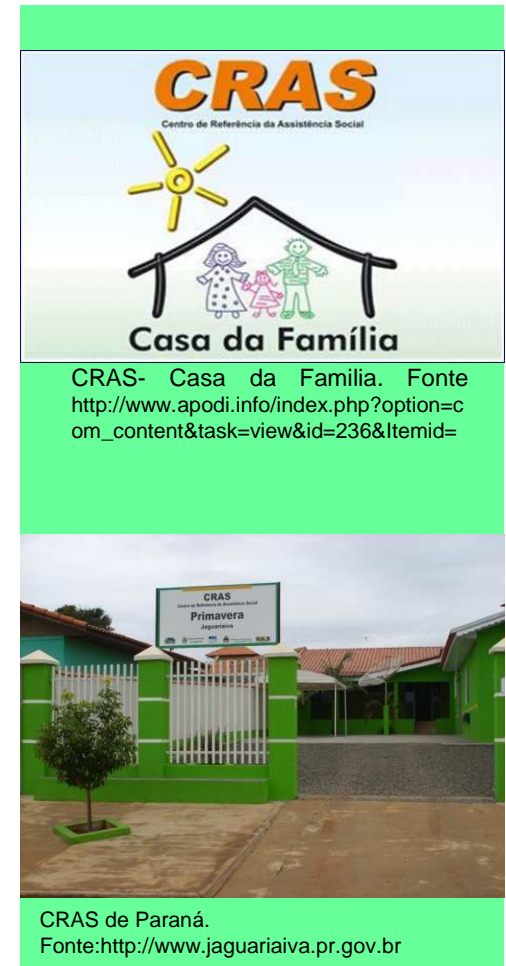 CRAS
Centro de Referência da Assistência Social
Casa da Família
CRAS- Casa da Familia. Fonte
http://www.apodi.info/index.php?option=c
om_content&task=view&id=236&Itemid=
CRAS
Centro de Referência da Assistência Social
Primavera
Jaguariaíva
CRAS de Paraná.
Fonte:http://www.jaguariaiva.pr.gov.br